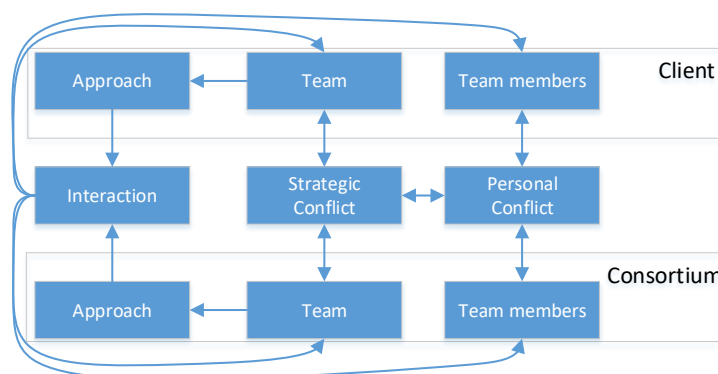 Client
Approach
Team
Team members
Interaction
Strategic
Conflict
Personal
Conflict
Consortium
Approach
Team
Team members